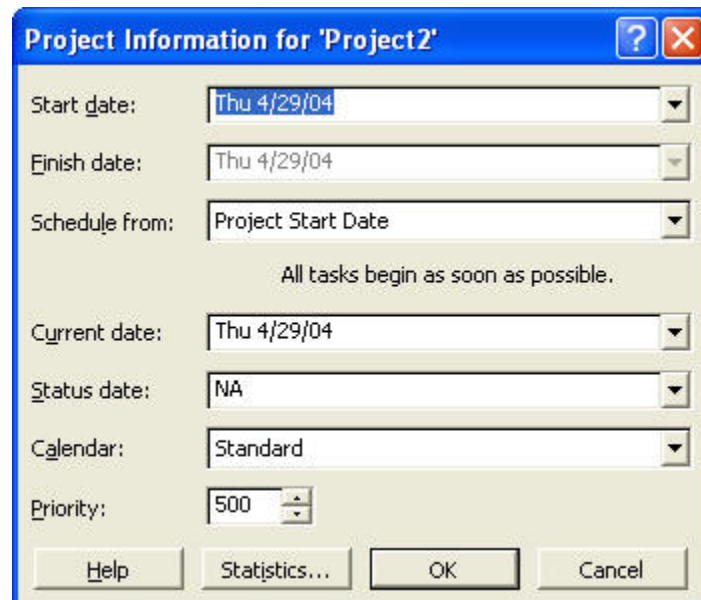 Project Information for 'Project2'
Start date: Thu 4/29/04
Finish date: Thu 4/29/04
Schedule from: Project Start Date
All tasks begin as soon as possible.
Current date: Thu 4/29/04
Status date: NA
Calendar: Standard
Priority: 500
Help Statistics... OK Cancel